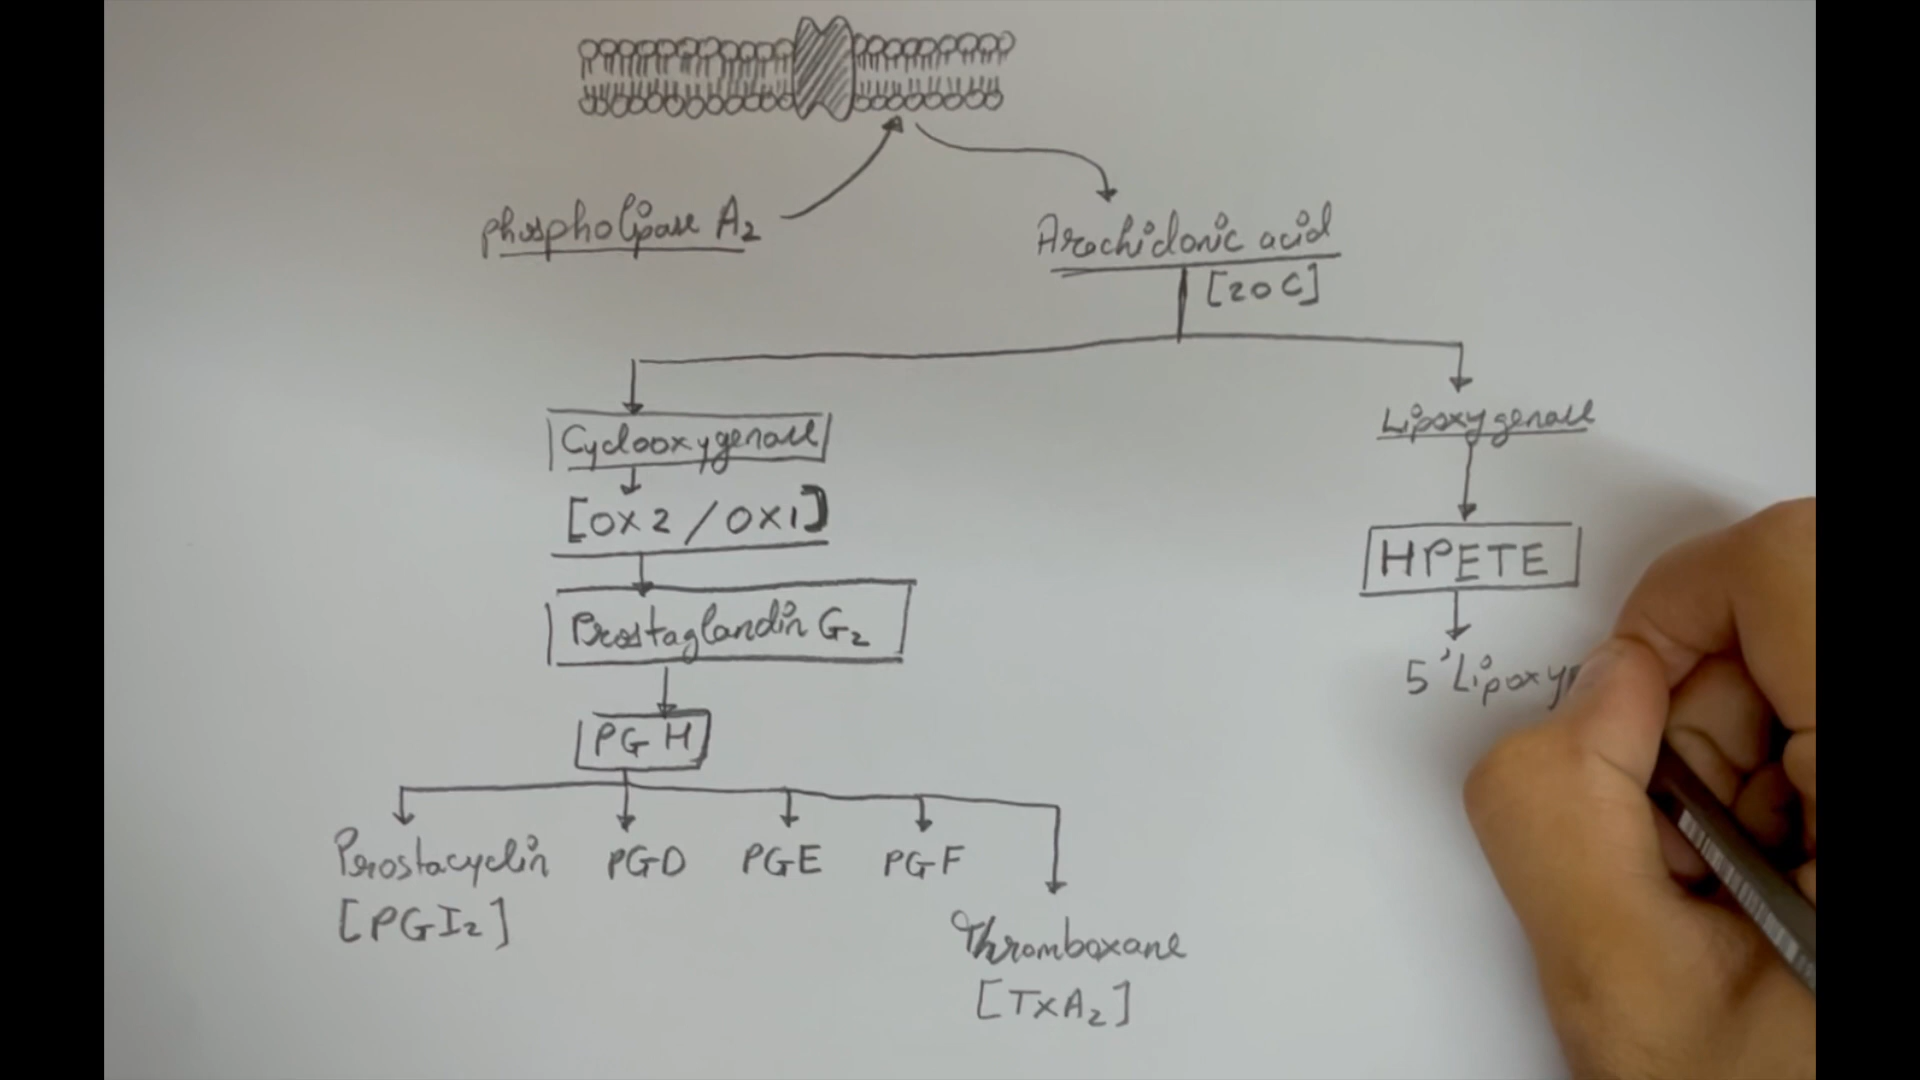 phospholipase A2
Arachidonic acid
[20C]
Cyclooxygenase
Lipoxygenase
[OX2/OX1]
HPETE
Prostaglandin G2
5'Lipoxy
PGH
Prostacyclin
PGD
PGE
PGF
[PGI2]
Thromboxane
[TxA2]